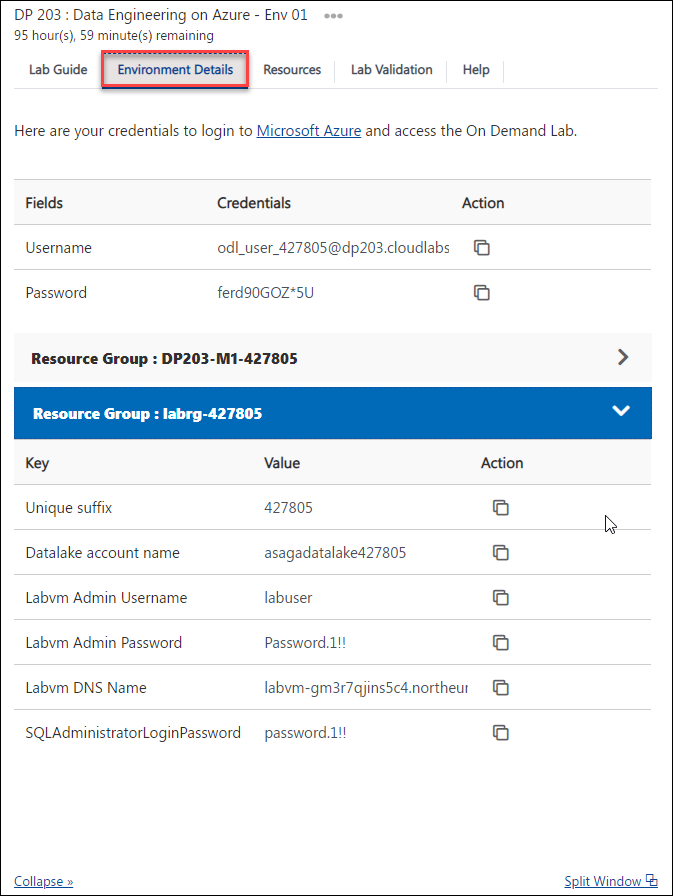 DP 203 : Data Engineering on Azure - Env 01
95 hour(s), 59 minute(s) remaining
Lab Guide Environment Details Resources Lab Validation Help
Here are your credentials to login to Microsoft Azure and access the On Demand Lab.
Fields Credentials Action
Username odl_user_427805@dp203.cloudlabs
Password ferd90GOZ*5U
Resource Group : DP203-M1-427805
Resource Group : labrg-427805
Key Value Action
Unique suffix 427805
Datalake account name asagadatalake427805
Labvm Admin Username labuser
Labvm Admin Password Password.1!!
Labvm DNS Name labvm-gm3r7qjins5c4.northeur
SQLAdministratorLoginPassword password.1!!
Collapse » Split Window